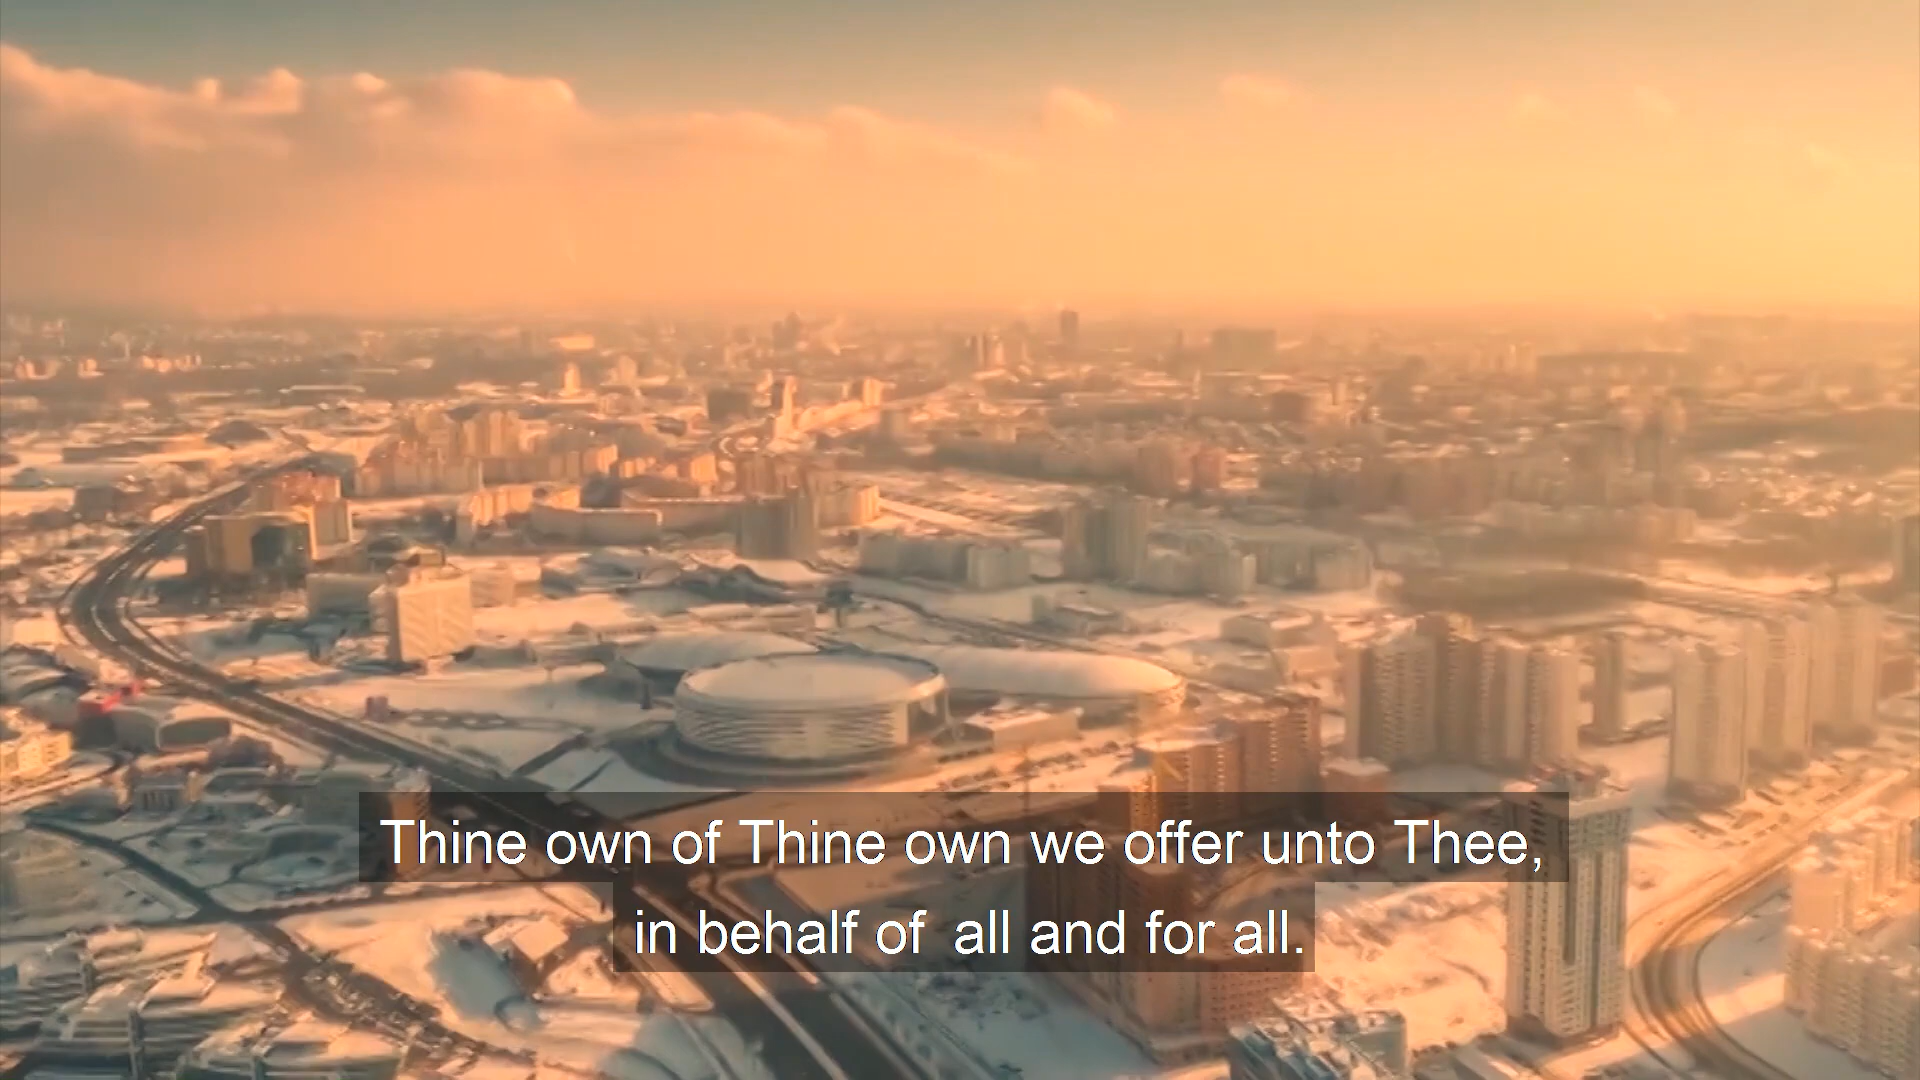 Thine own of Thine own we offer unto Thee,
in behalf of all and for all.